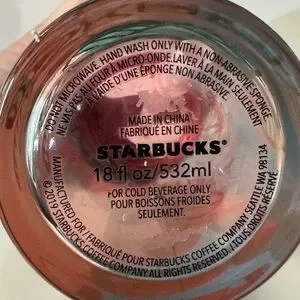 DO NOT MICROWAVE. HAND WASH ONLY WITH A NON-ABRASIVE SPONGE.
NE VAS PAS AU FOUR À MICRO-ONDE. LAVER À LA MAIN SEULEMENT
À L'AIDE D'UNE ÉPONGE NON ABRASIVE.
MADE IN CHINA
FABRIQUÉ EN CHINE
STARBUCKS®
18 fl oz/532ml
FOR COLD BEVERAGE ONLY
POUR BOISSONS FROIDES
SEULEMENT.
MANUFACTURED FOR / FABRIQUÉ POUR STARBUCKS COFFEE COMPANY SEATTLE WA 98134
© 2017 STARBUCKS COFFEE COMPANY ALL RIGHTS RESERVED. / TOUS DROITS RESERVÉ